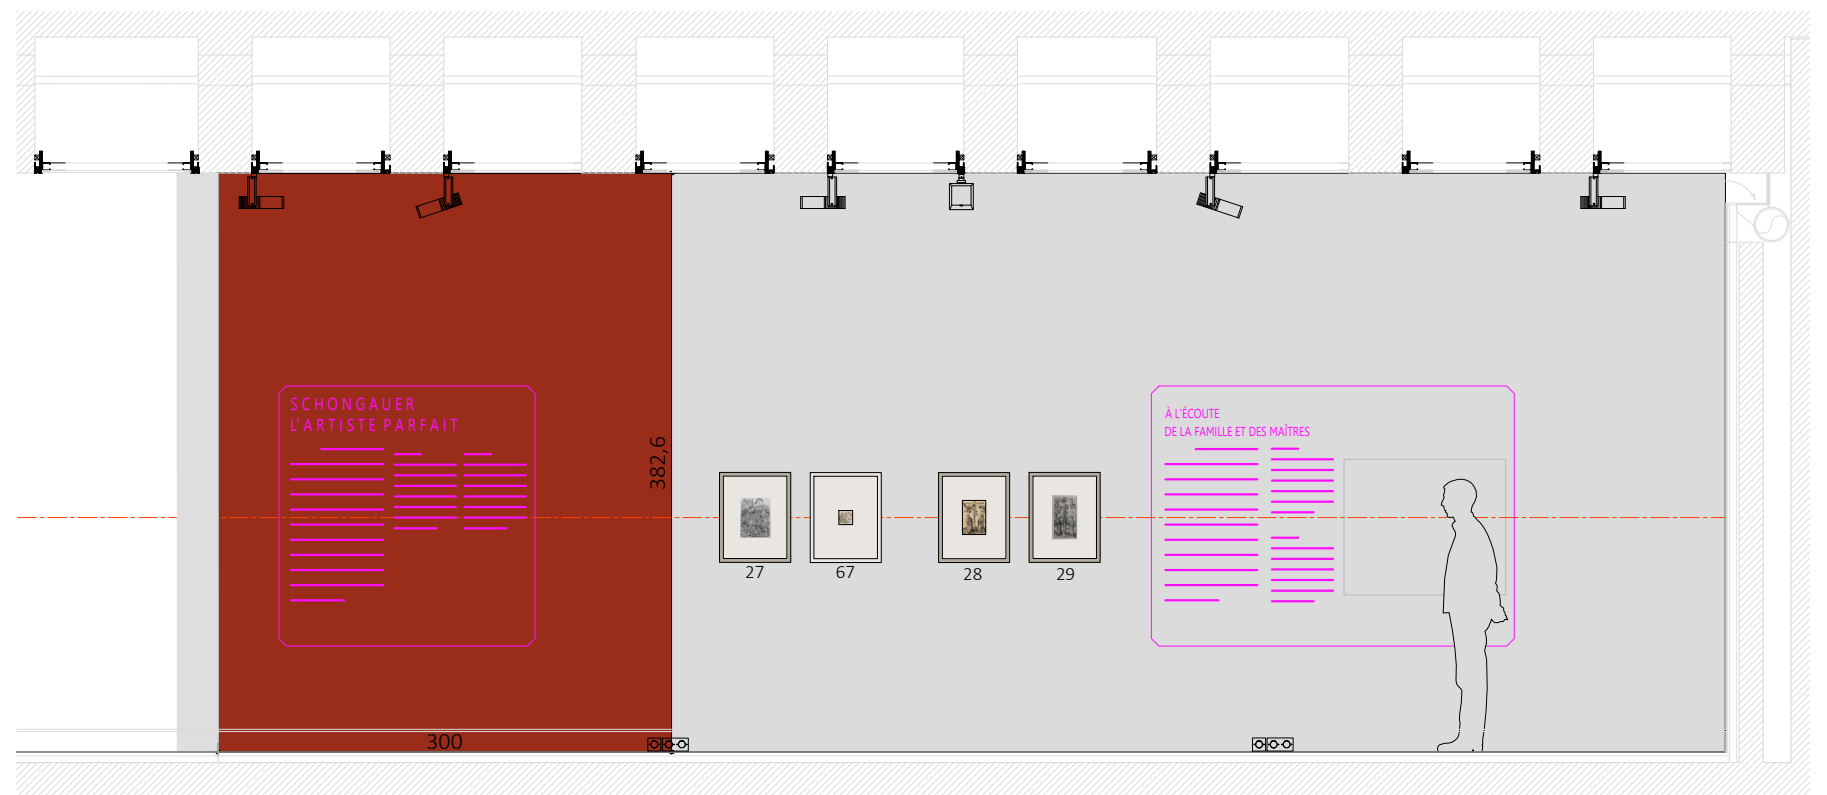 SCHONGAUER
L'ARTISTE PARFAIT
382,6
300
27
67
28
29
À L'ÉCOUTE
DE LA FAMILLE ET DES MAÎTRES